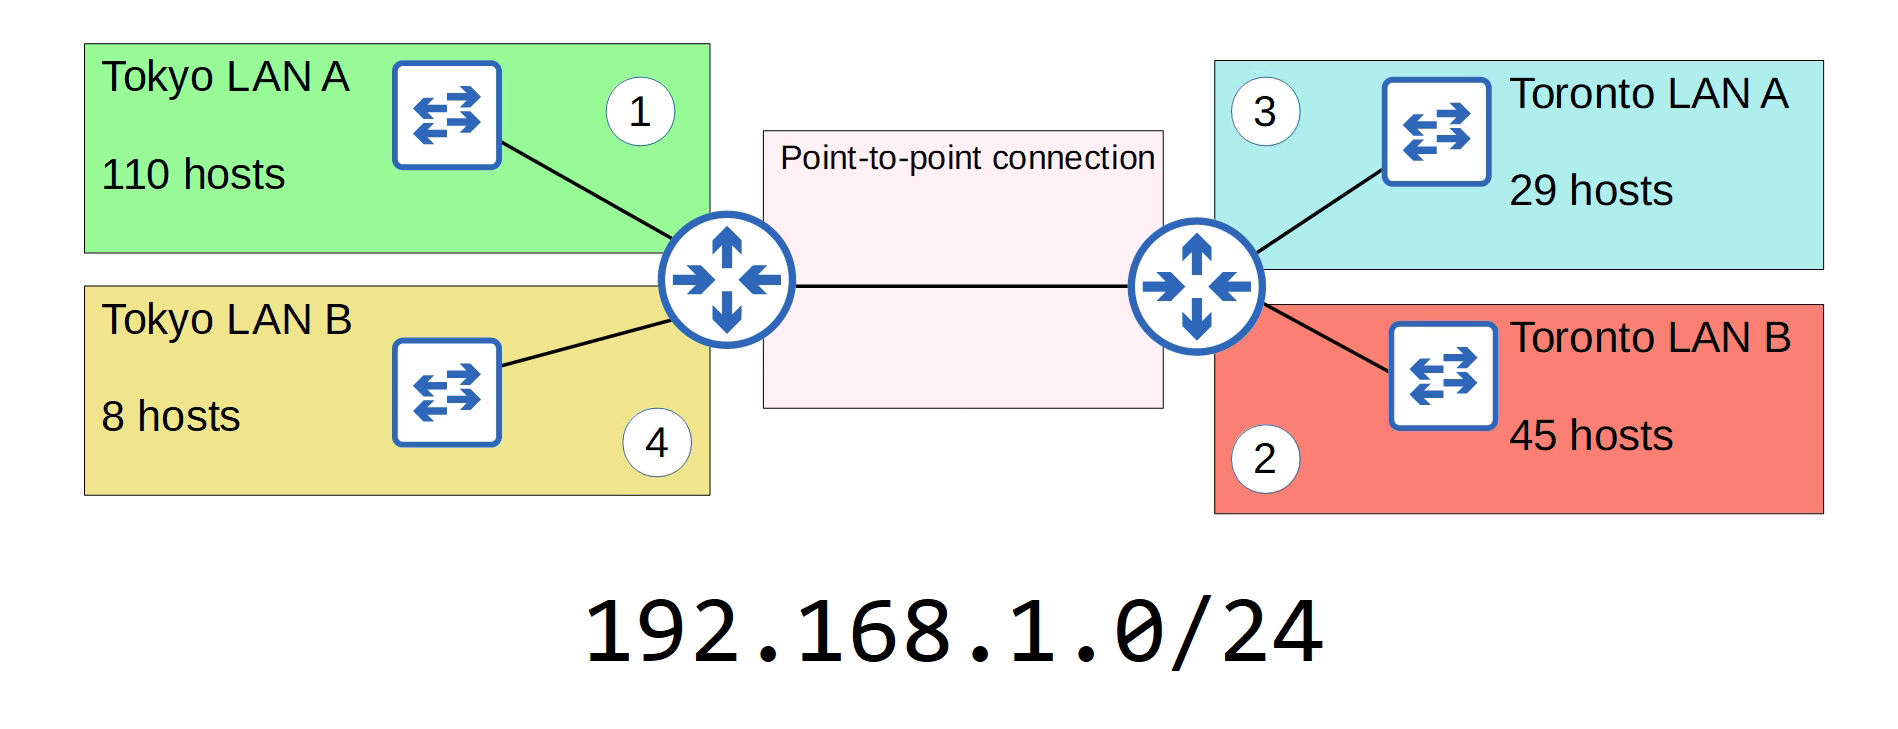 Tokyo LAN A
110 hosts
1
Tokyo LAN B
8 hosts
4
Point-to-point connection
3
Toronto LAN A
29 hosts
Toronto LAN B
45 hosts
2
192.168.1.0/24